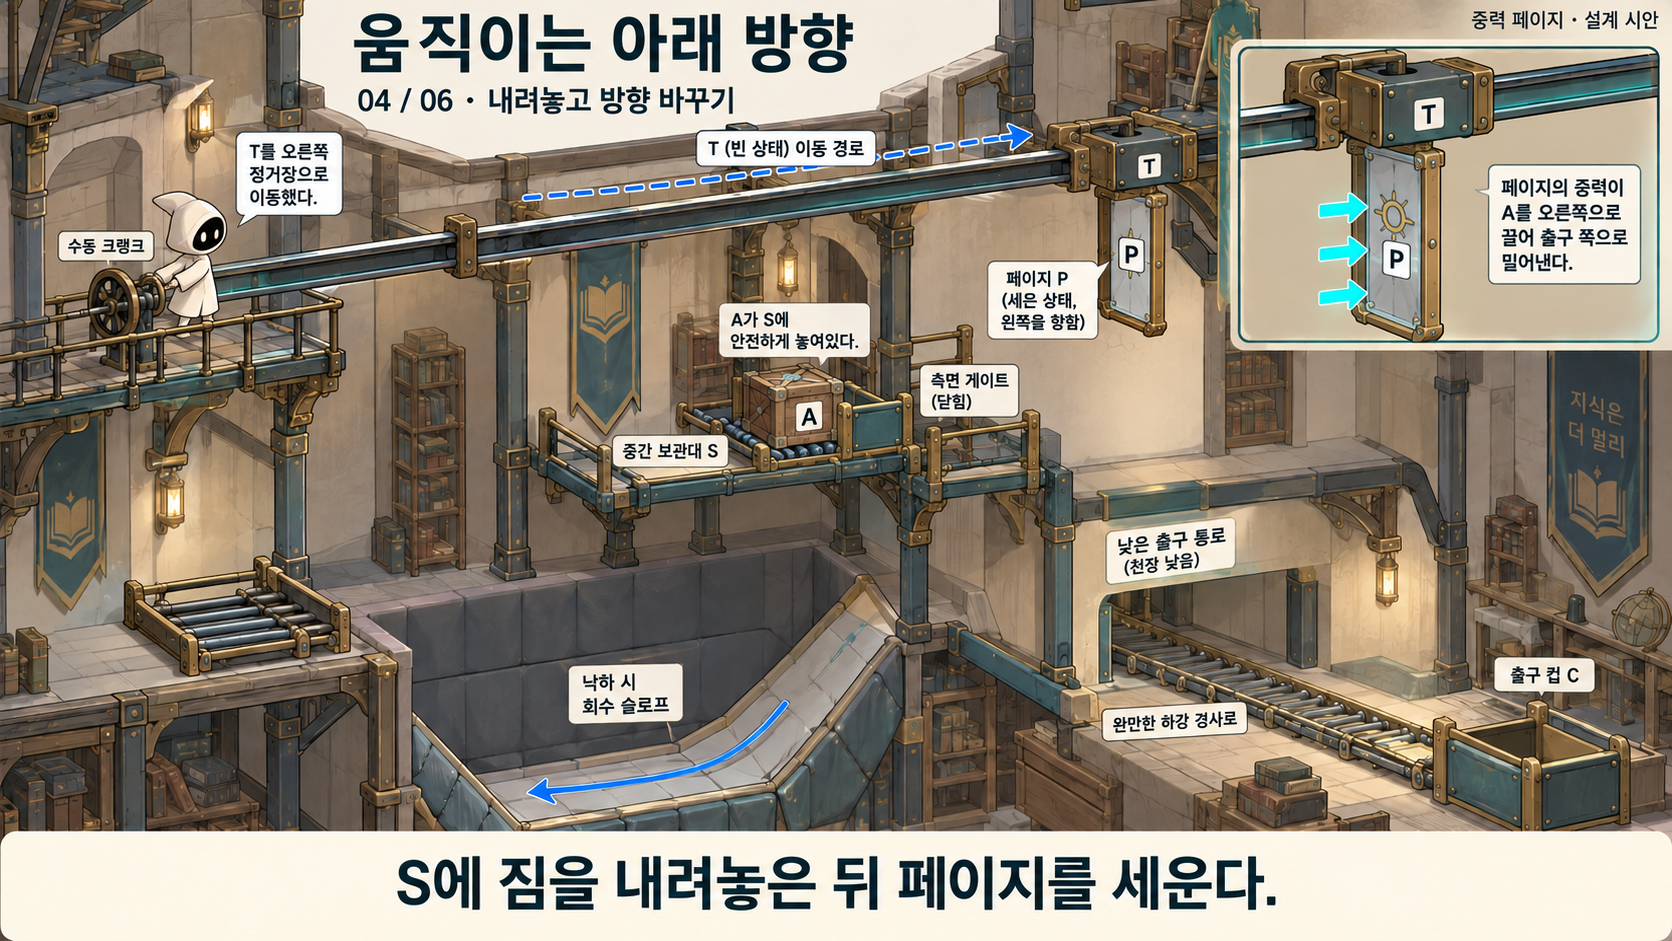 중력 페이지 · 설계 시안
움직이는 아래 방향
04 / 06 · 내려놓고 방향 바꾸기
T를 오른쪽
정거장으로
이동했다.
수동 크랭크
T (빈 상태) 이동 경로
T
P
페이지 P
(세은 상태,
왼쪽을 향함)
T
P
페이지의 중력이
A를 오른쪽으로
끌어 출구 쪽으로
밀어낸다.
A가 S에
안전하게 놓여있다.
A
중간 보관대 S
측면 게이트
(닫힘)
지식은
더 멀리
낮은 출구 통로
(천장 낮음)
낙하 시
회수 슬로프
완만한 하강 경사로
출구 컵 C
S에 짐을 내려놓은 뒤 페이지를 세운다.